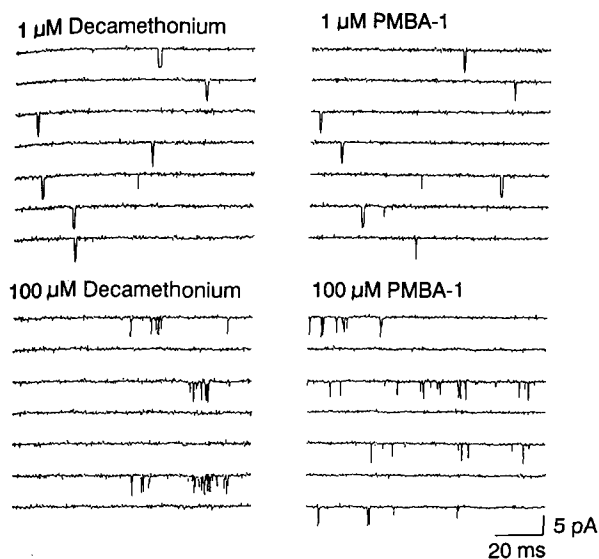 1 µM Decamethonium
1 µM PMBA-1
100 µM Decamethonium
100 µM PMBA-1
5 pA
20 ms